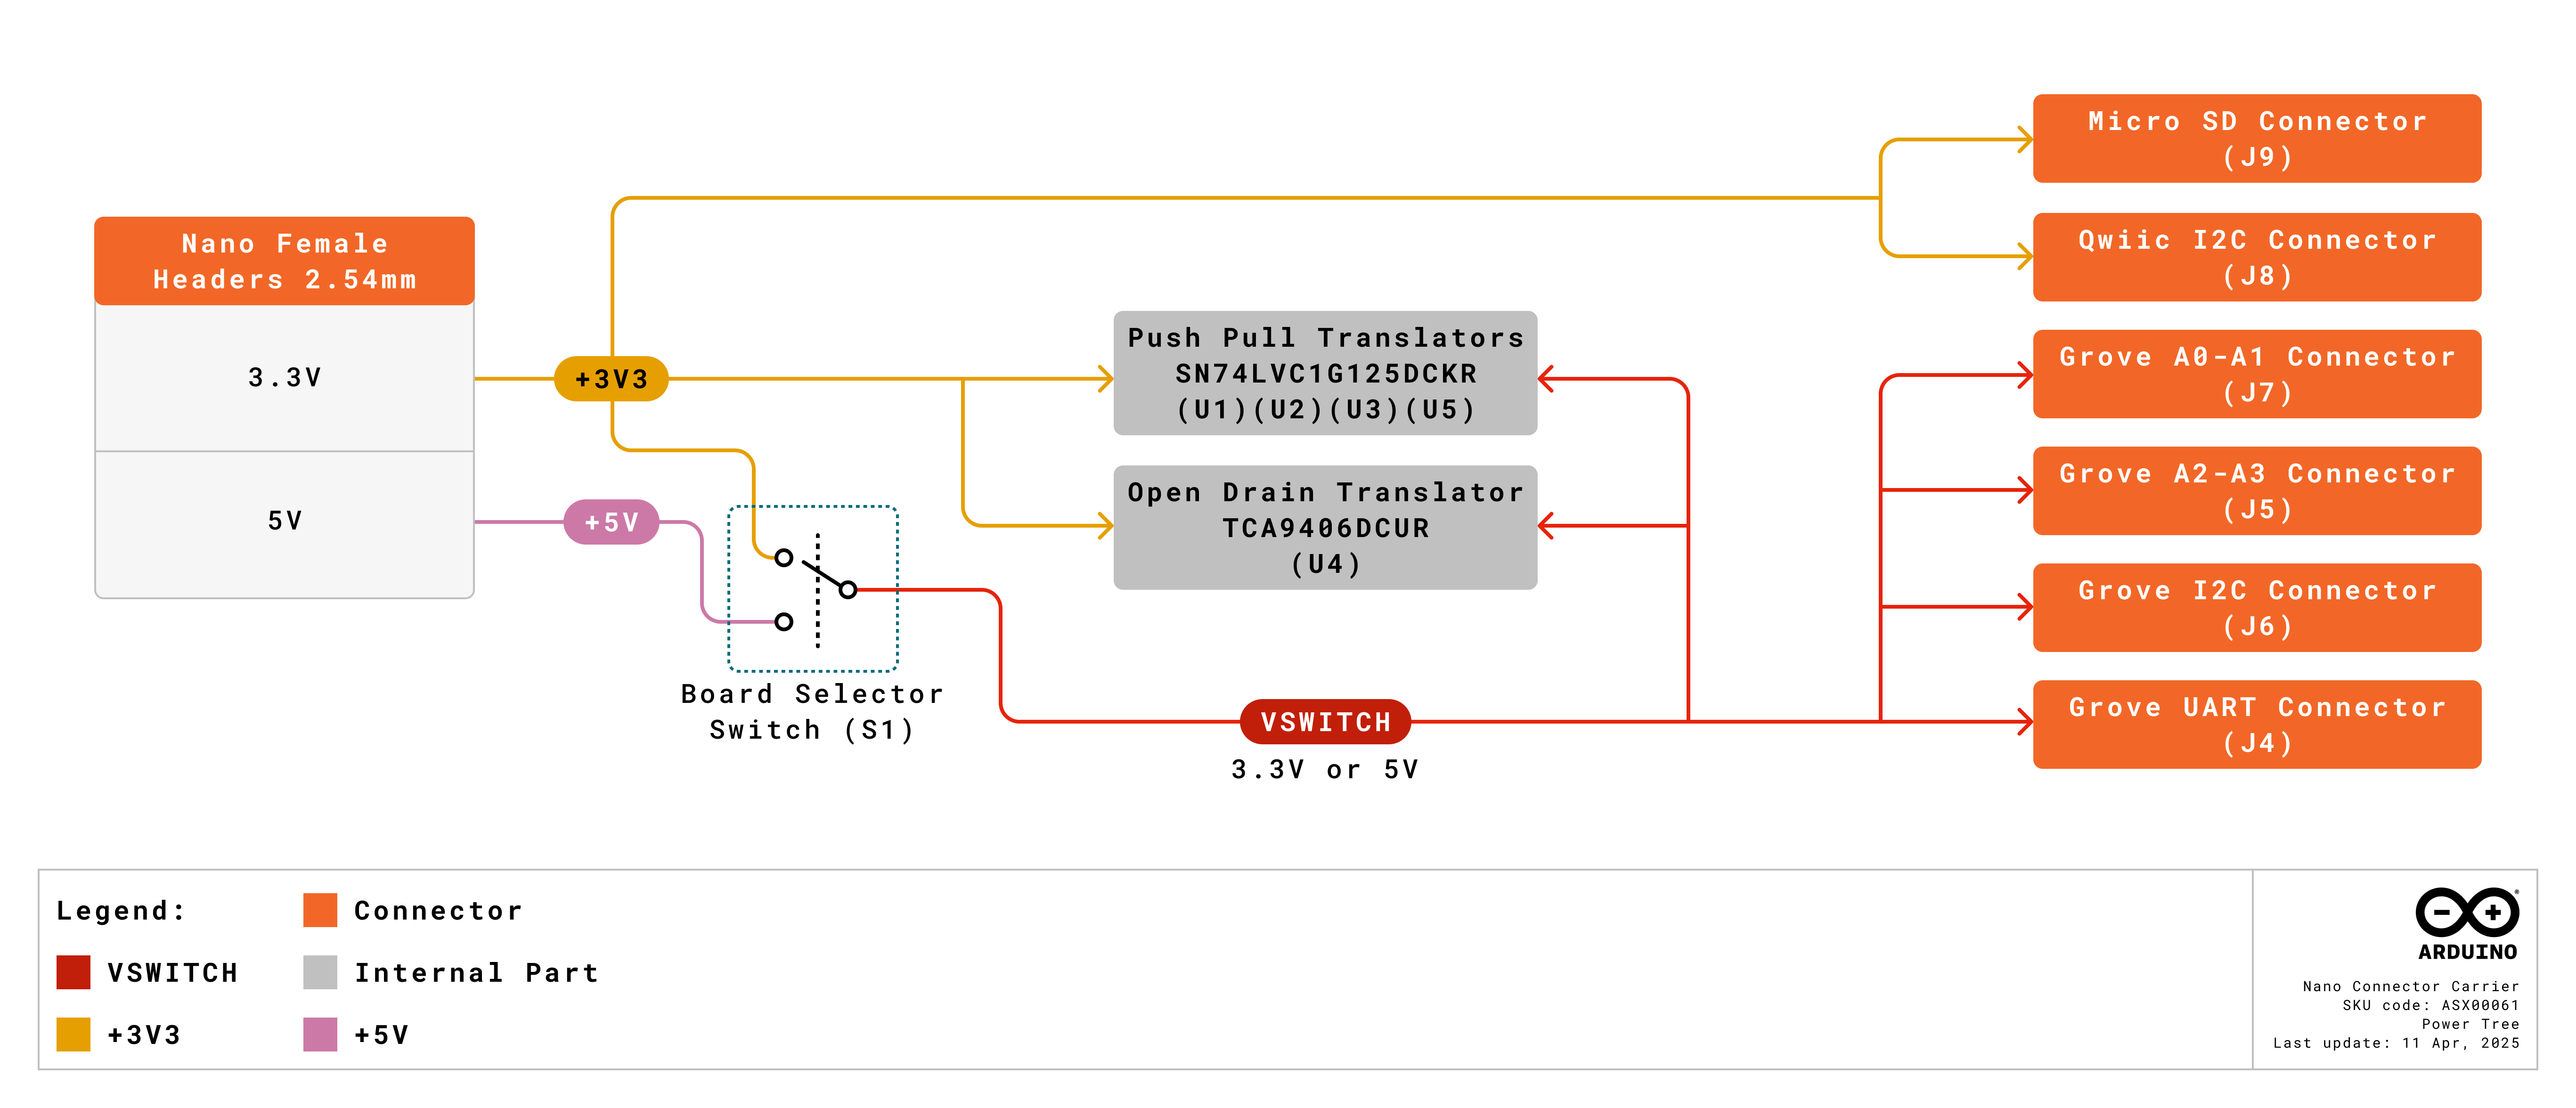 Micro SD Connector
(J9)
Nano Female
Headers 2.54mm
Qwiic I2C Connector
(J8)
3.3V
+3V3
Push Pull Translators
SN74LVC1G125DCKR
(U1)(U2)(U3)(U5)
Grove A0-A1 Connector
(J7)
5V
+5V
Open Drain Translator
TCA9406DCUR
(U4)
Grove A2-A3 Connector
(J5)
Grove I2C Connector
(J6)
Board Selector
Switch (S1)
VSWITCH
3.3V or 5V
Grove UART Connector
(J4)
Legend:
Connector
VSWITCH
Internal Part
+3V3
+5V
ARDUINO
®
Nano Connector Carrier
SKU code: ASX00061
Power Tree
Last update: 11 Apr, 2025